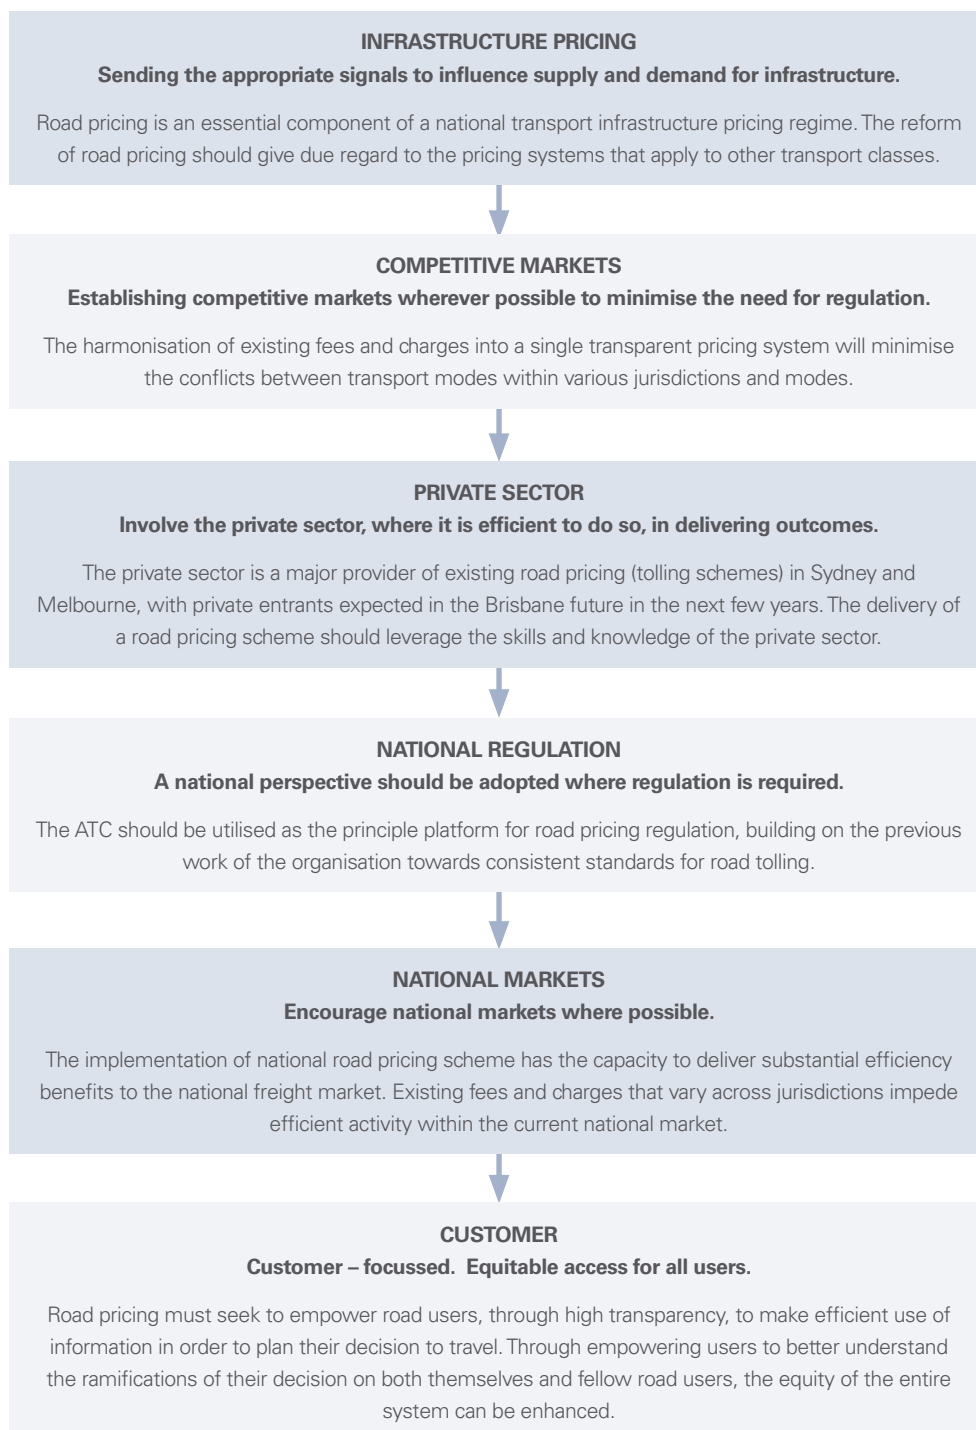 INFRASTRUCTURE PRICING
Sending the appropriate signals to influence supply and demand for infrastructure.
Road pricing is an essential component of a national transport infrastructure pricing regime. The reform
of road pricing should give due regard to the pricing systems that apply to other transport classes.
COMPETITIVE MARKETS
Establishing competitive markets wherever possible to minimise the need for regulation.
The harmonisation of existing fees and charges into a single transparent pricing system will minimise
the conflicts between transport modes within various jurisdictions and modes.
PRIVATE SECTOR
Involve the private sector, where it is efficient to do so, in delivering outcomes.
The private sector is a major provider of existing road pricing (tolling schemes) in Sydney and
Melbourne, with private entrants expected in the Brisbane future in the next few years. The delivery of
a road pricing scheme should leverage the skills and knowledge of the private sector.
NATIONAL REGULATION
A national perspective should be adopted where regulation is required.
The ATC should be utilised as the principle platform for road pricing regulation, building on the previous
work of the organisation towards consistent standards for road tolling.
NATIONAL MARKETS
Encourage national markets where possible.
The implementation of national road pricing scheme has the capacity to deliver substantial efficiency
benefits to the national freight market. Existing fees and charges that vary across jurisdictions impede
efficient activity within the current national market.
CUSTOMER
Customer – focussed.  Equitable access for all users.
Road pricing must seek to empower road users, through high transparency, to make efficient use of
information in order to plan their decision to travel. Through empowering users to better understand
the ramifications of their decision on both themselves and fellow road users, the equity of the entire
system can be enhanced.